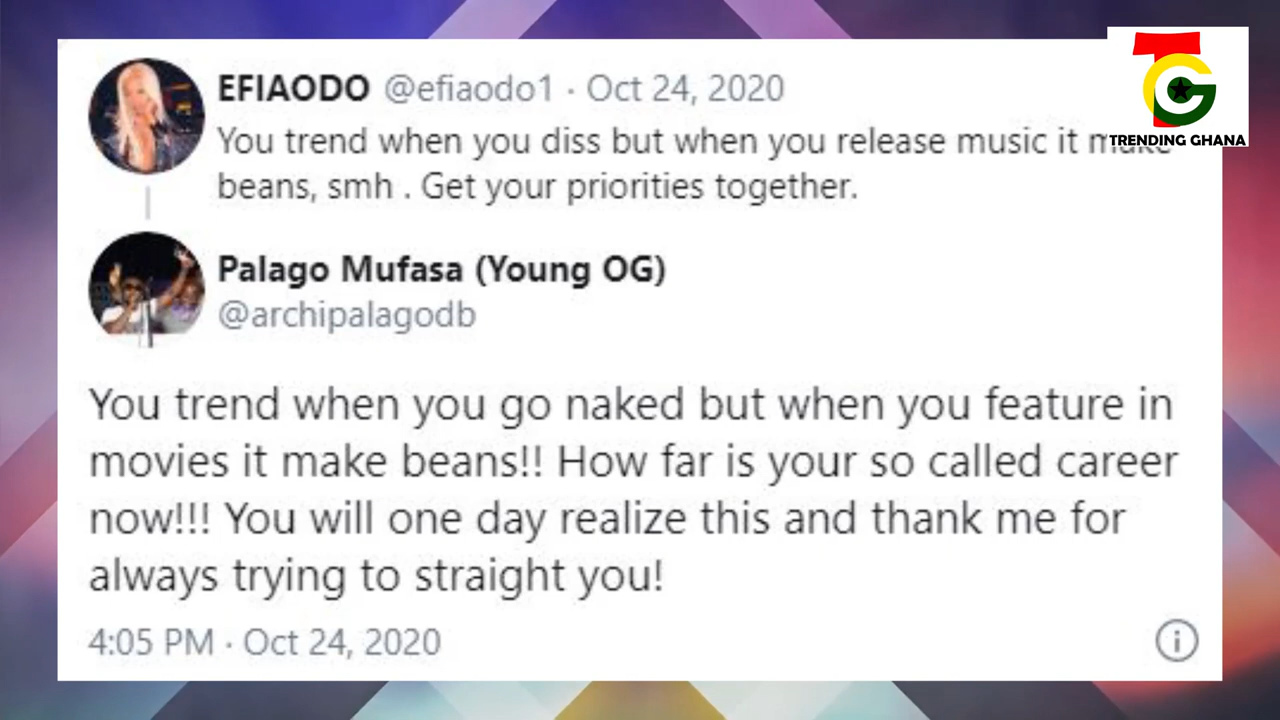 EFIAODO @efiaodo1 · Oct 24, 2020
You trend when you diss but when you release music it make
beans, smh . Get your priorities together.
TRENDING GHANA
Palago Mufasa (Young OG)
@archipalagodb
You trend when you go naked but when you feature in
movies it make beans!! How far is your so called career
now!!! You will one day realize this and thank me for
always trying to straight you!
4:05 PM · Oct 24, 2020